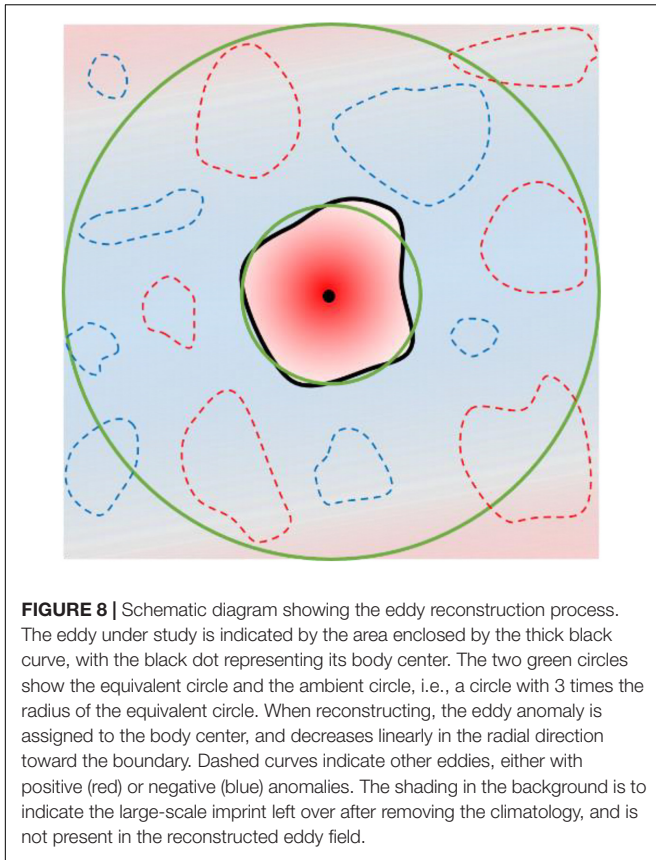 FIGURE 8 | Schematic diagram showing the eddy reconstruction process.
The eddy under study is indicated by the area enclosed by the thick black
curve, with the black dot representing its body center. The two green circles
show the equivalent circle and the ambient circle, i.e., a circle with 3 times the
radius of the equivalent circle. When reconstructing, the eddy anomaly is
assigned to the body center, and decreases linearly in the radial direction
toward the boundary. Dashed curves indicate other eddies, either with
positive (red) or negative (blue) anomalies. The shading in the background is to
indicate the large-scale imprint left over after removing the climatology, and is
not present in the reconstructed eddy field.